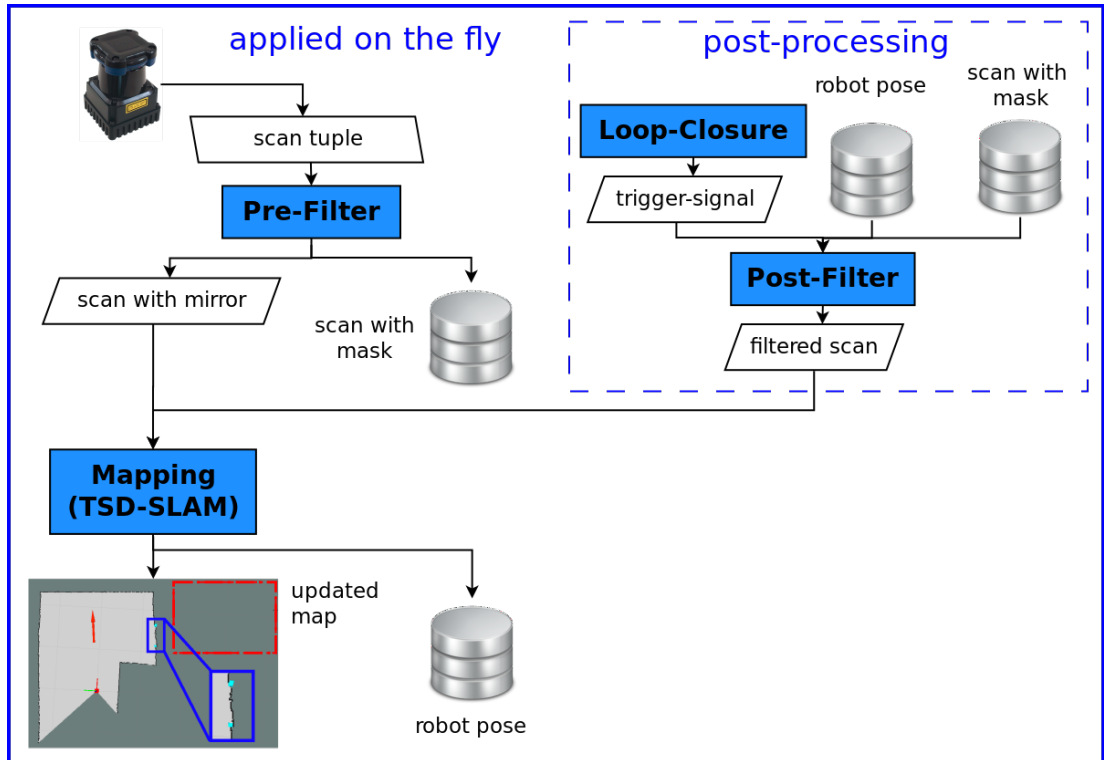 applied on the fly
scan tuple
Pre-Filter
scan with mirror
scan with
mask
post-processing
robot pose
scan with
mask
Loop-Closure
trigger-signal
Post-Filter
filtered scan
Mapping
(TSD-SLAM)
updated
map
robot pose